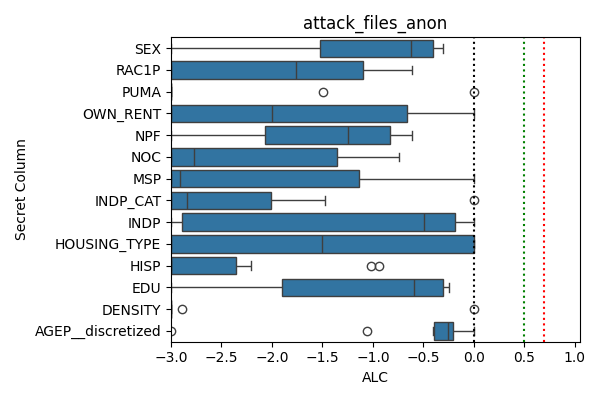 attack_files_anon
SEX
RAC1P
PUMA
OWN_RENT
NPF
NOC
MSP
INDP_CAT
INDP
HOUSING_TYPE
HISP
EDU
DENSITY
AGEP__discretized
Secret Column
-3.0 -2.5 -2.0 -1.5 -1.0 -0.5 0.0 0.5 1.0
ALC